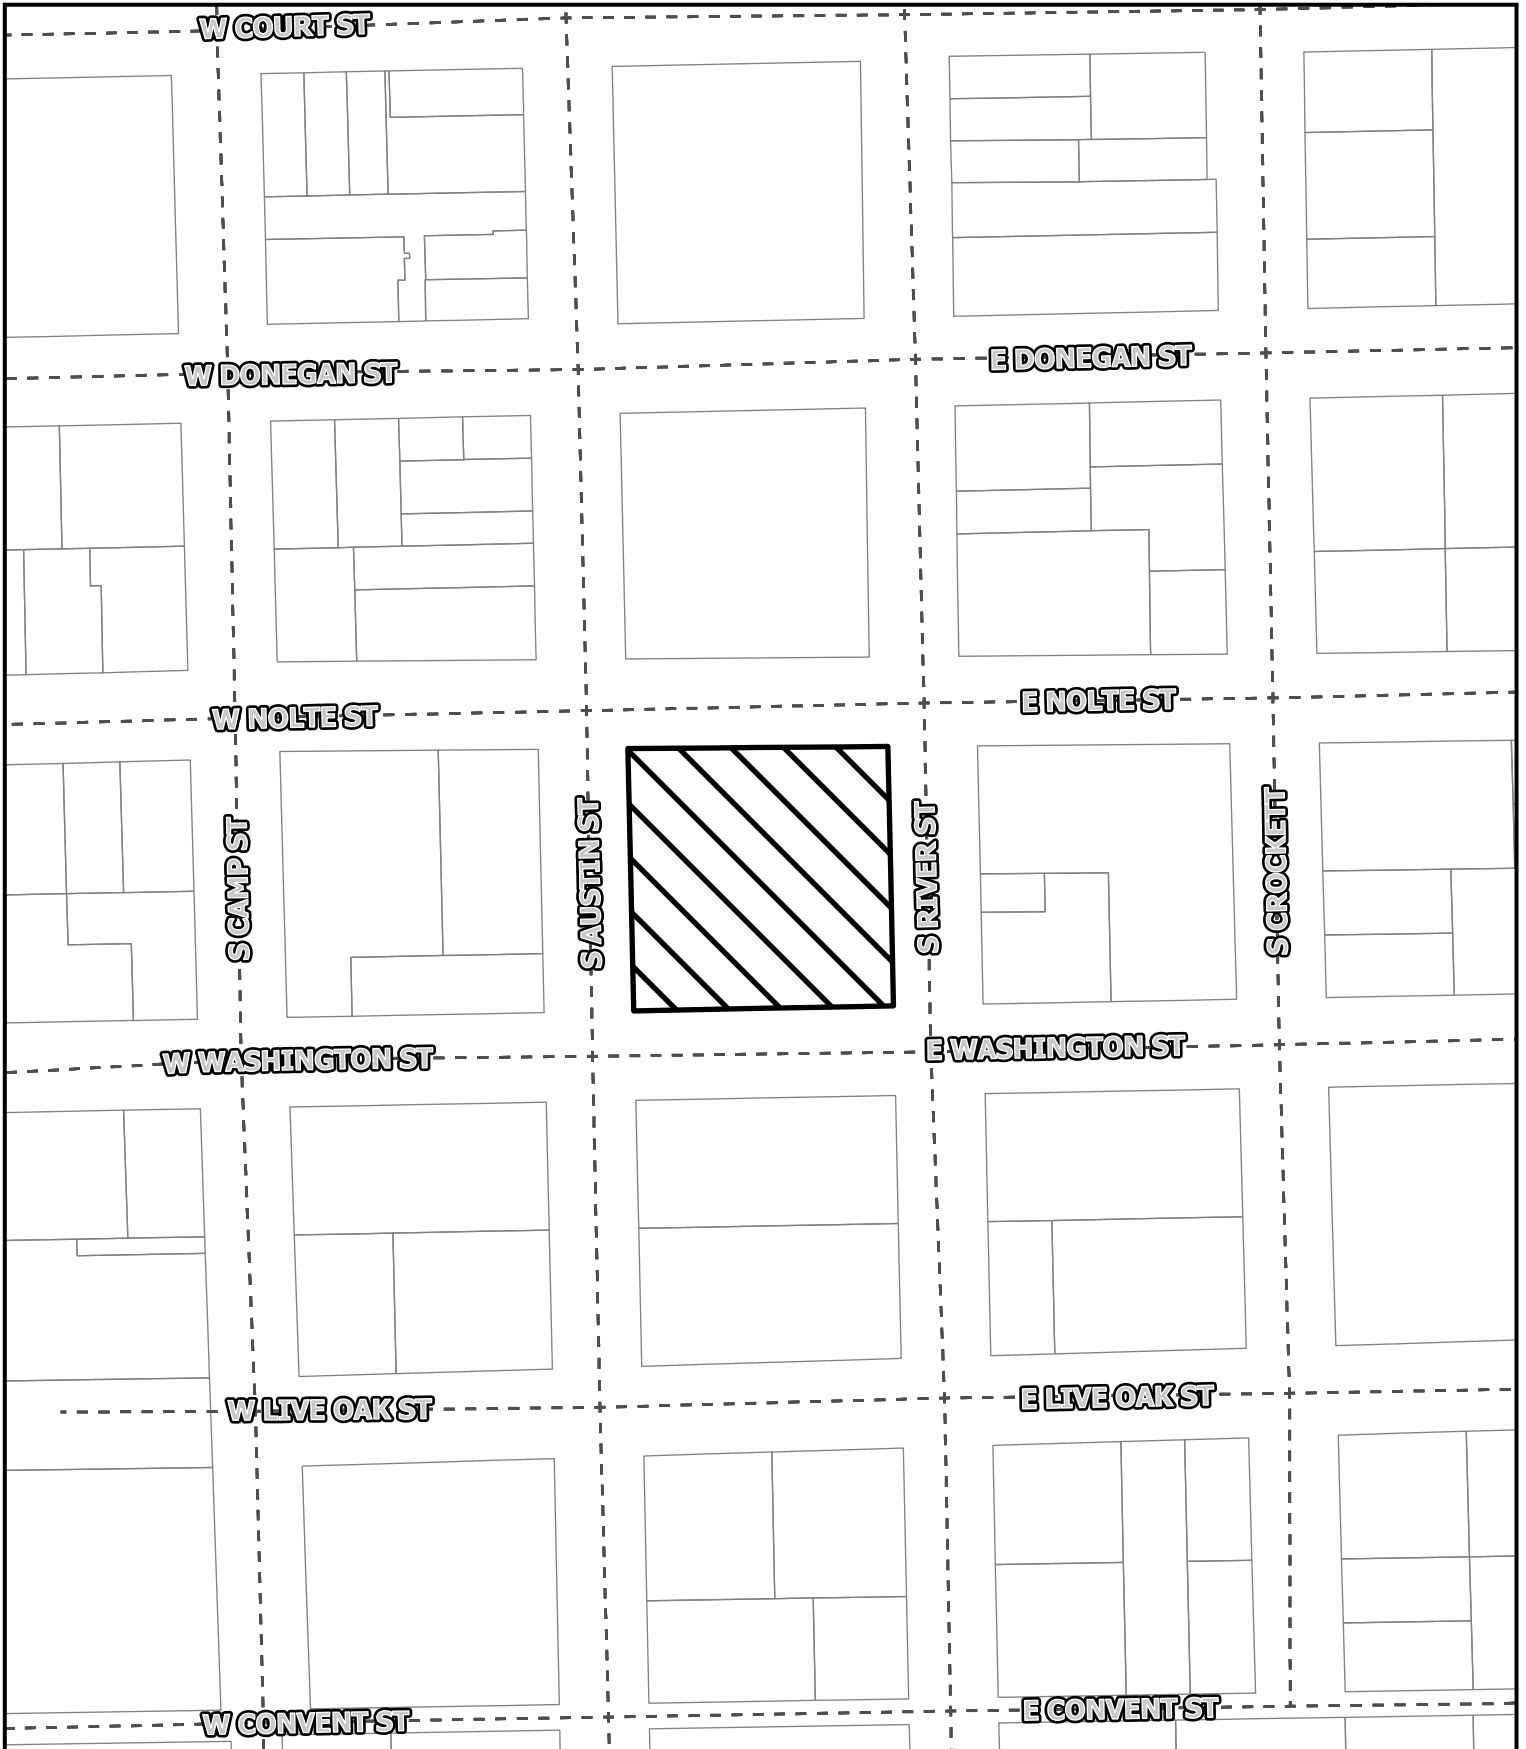 W COURT ST
W DONEGAN ST
E DONEGAN ST
W NOLTE ST
E NOLTE ST
S CAMP ST
S AUSTIN ST
S RIVER ST
S CROCKETT
W WASHINGTON ST
E WASHINGTON ST
W LIVE OAK ST
E LIVE OAK ST
W CONVENT ST
E CONVENT ST